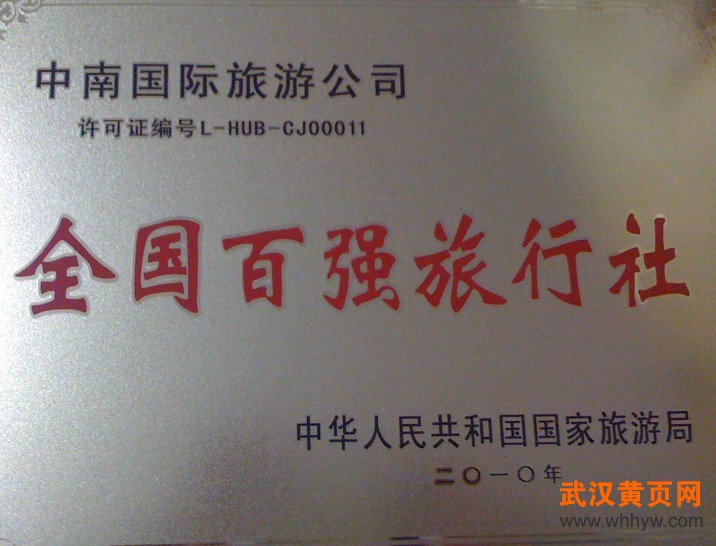 中南国际旅游公司
许可证编号L-HUB-CJ00011
全国百强旅行社
中华人民共和国国家旅游局
二〇一〇年
武汉黄页网
www.whhyw.com